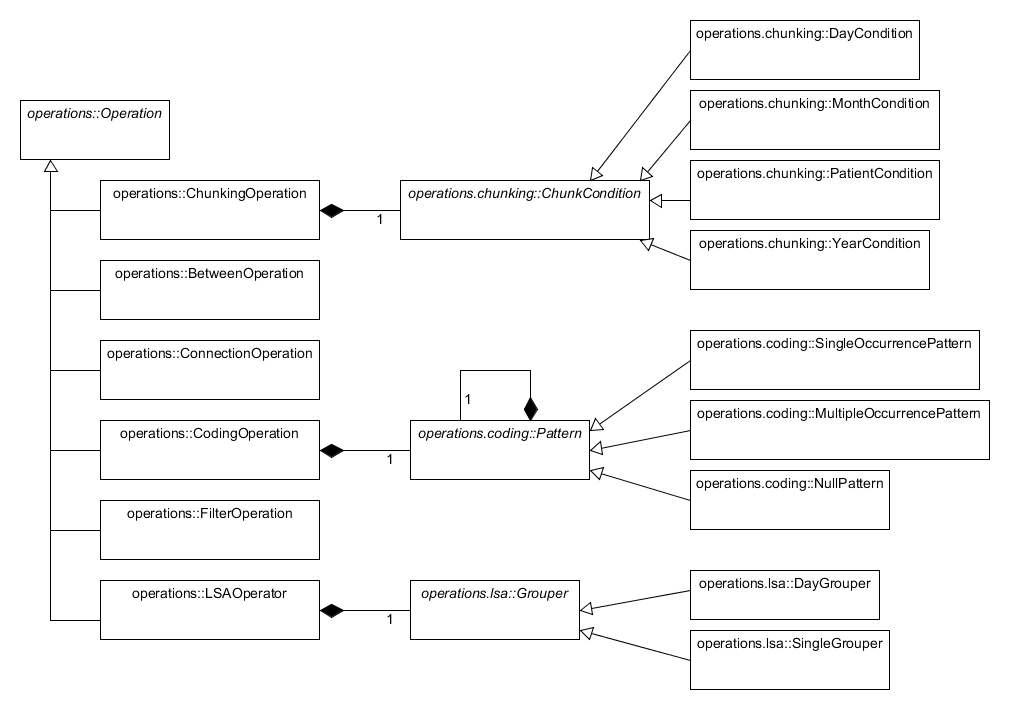 operations::Operation
operations::ChunkingOperation
1
operations.chunking::ChunkCondition
operations.chunking::DayCondition
operations.chunking::MonthCondition
operations.chunking::PatientCondition
operations.chunking::YearCondition
operations::BetweenOperation
operations::ConnectionOperation
operations::CodingOperation
1
1
operations.coding::Pattern
operations.coding::SingleOccurrencePattern
operations.coding::MultipleOccurrencePattern
operations.coding::NullPattern
operations::FilterOperation
operations::LSAOperator
1
operations.lsa::Grouper
operations.lsa::DayGrouper
operations.lsa::SingleGrouper